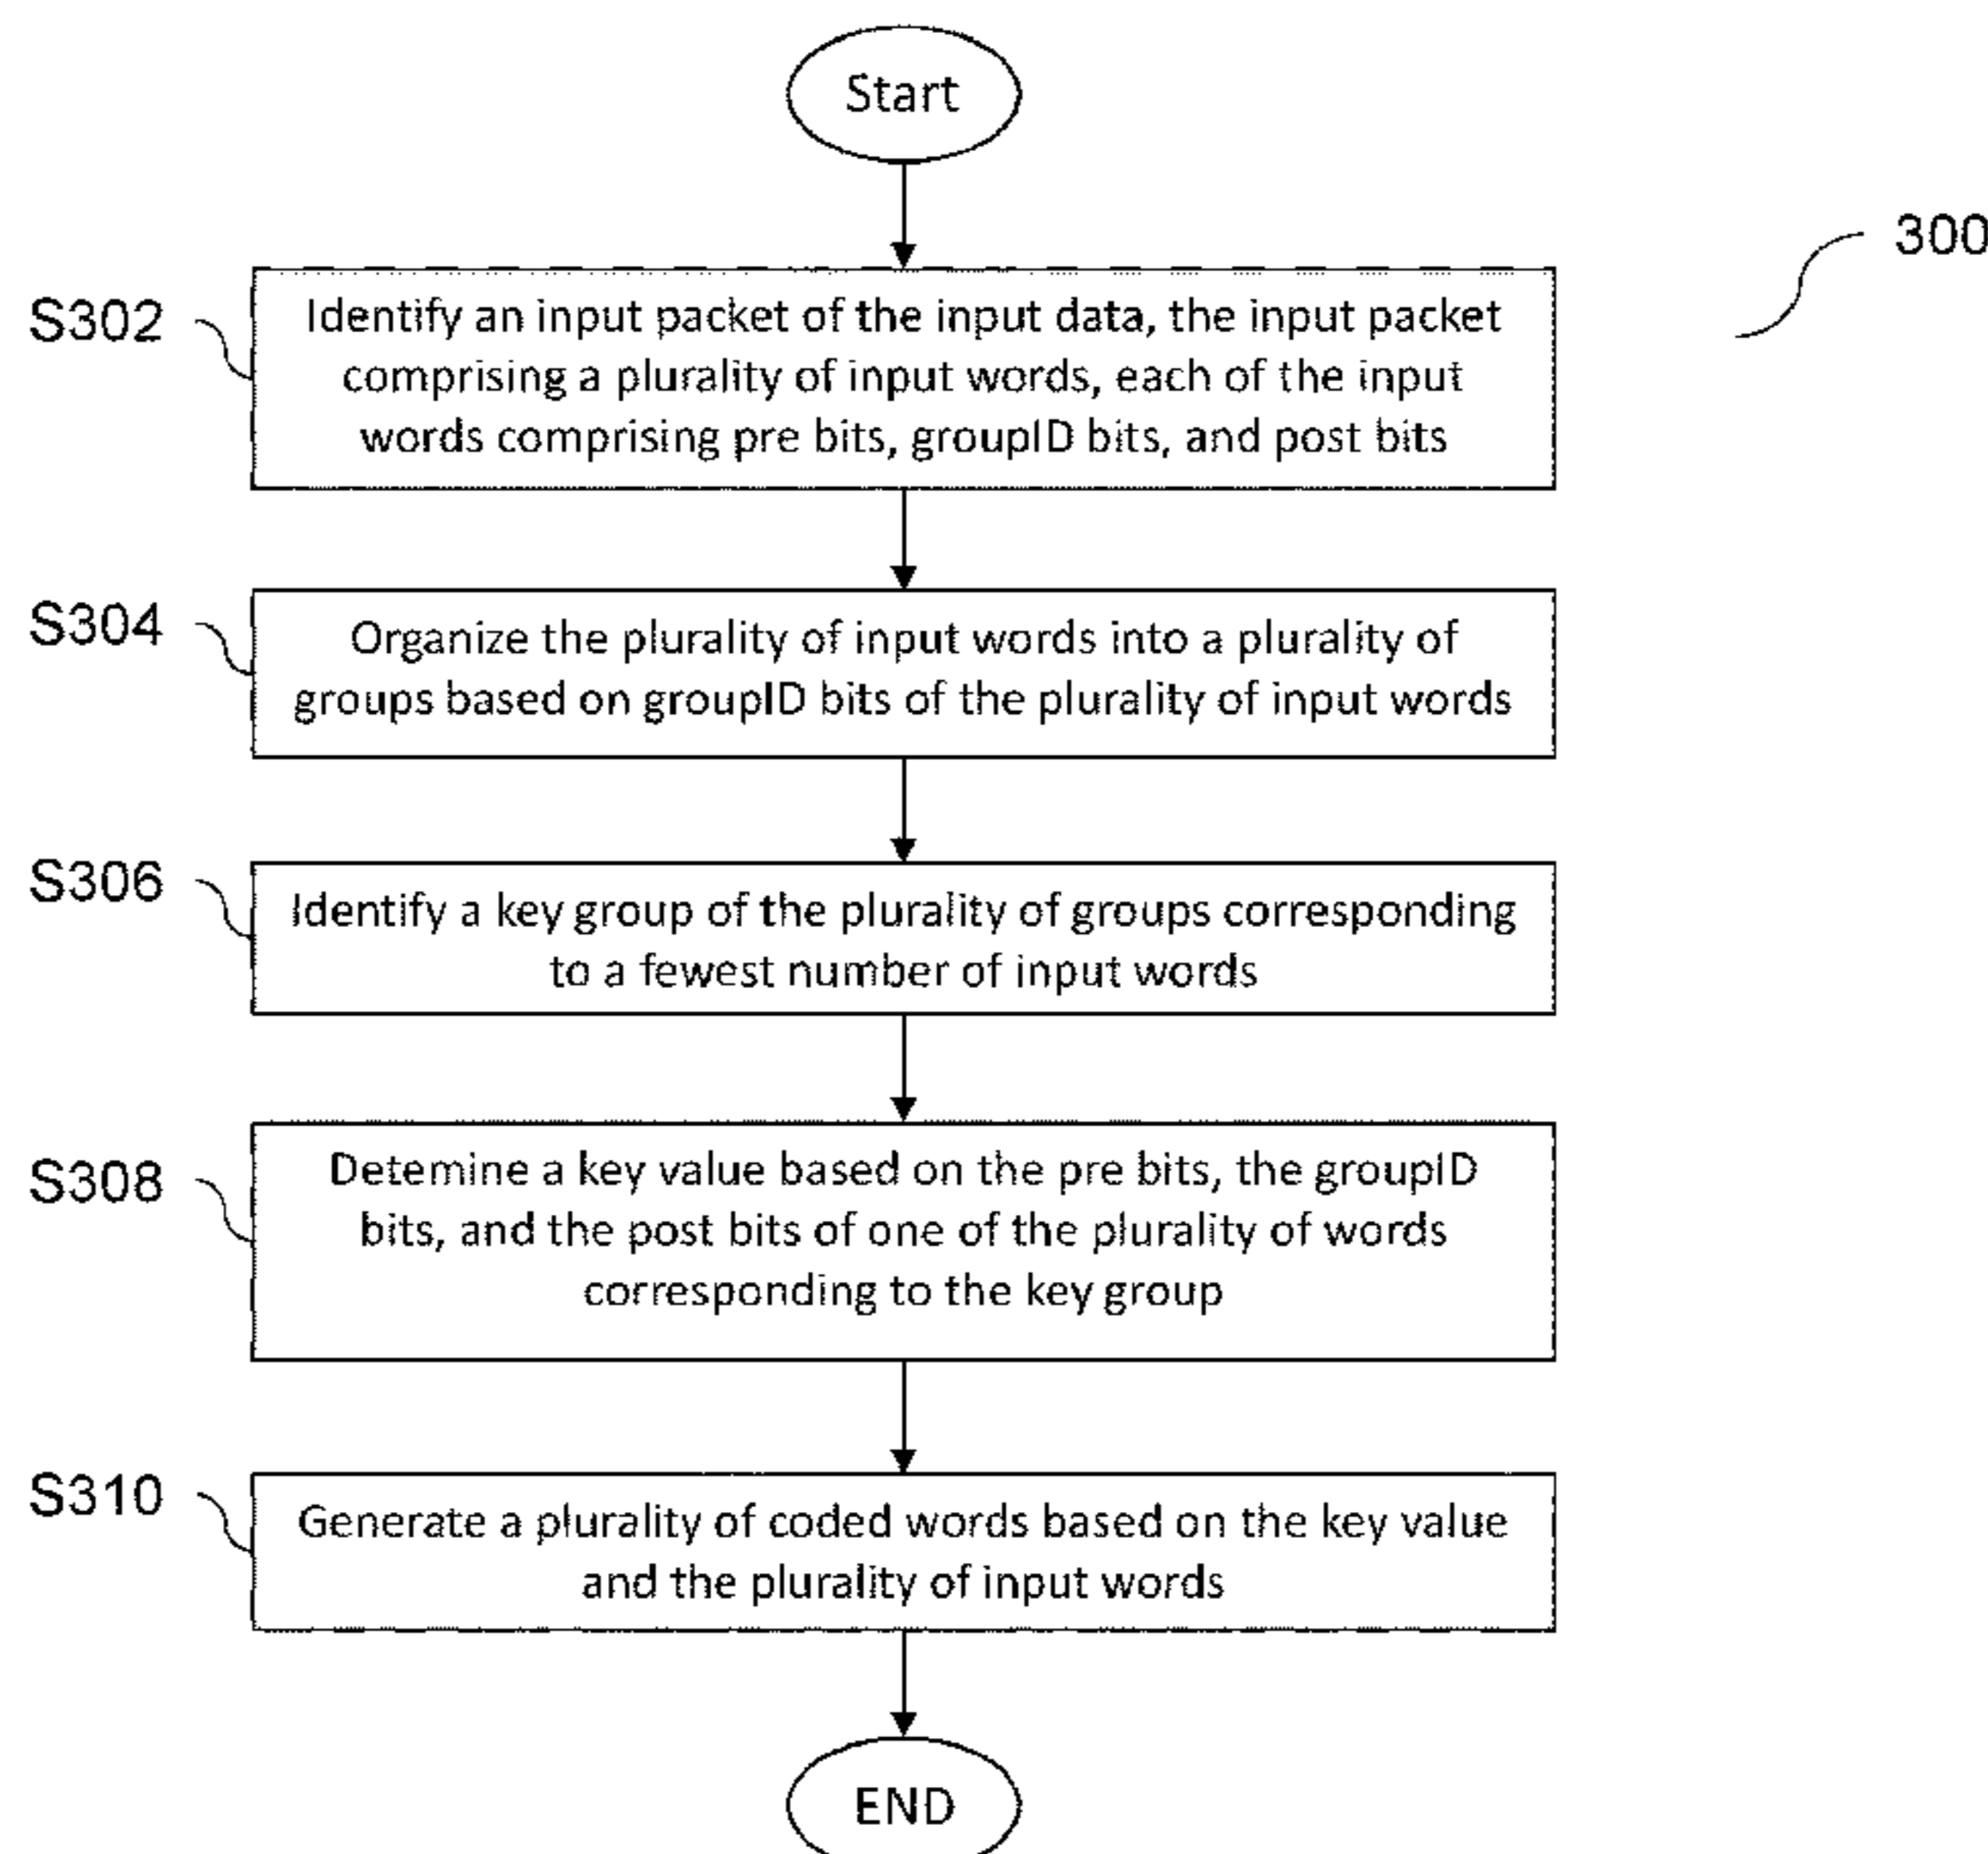 Start
300
S302
Identify an input packet of the input data, the input packet
comprising a plurality of input words, each of the input
words comprising pre bits, groupID bits, and post bits
S304
Organize the plurality of input words into a plurality of
groups based on groupID bits of the plurality of input words
S306
Identify a key group of the plurality of groups corresponding
to a fewest number of input words
S308
Detemine a key value based on the pre bits, the groupID
bits, and the post bits of one of the plurality of words
corresponding to the key group
S310
Generate a plurality of coded words based on the key value
and the plurality of input words
END